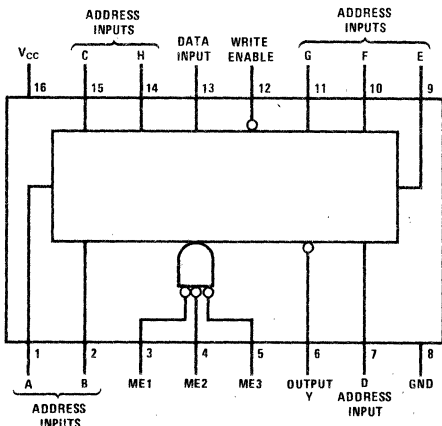 ADDRESS INPUTS
DATA INPUT
WRITE ENABLE
ADDRESS INPUTS
VCC C H G F E
16 15 14 13 12 11 10 9
1 2 3 4 5 6 7 8
A B ME1 ME2 ME3 OUTPUT Y D ADDRESS INPUT GND
ADDRESS INPUTS